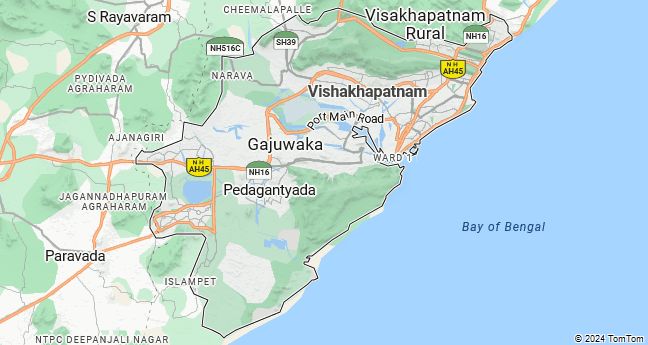 CHEEMALAPALLE
S Rayavaram
Visakhapatnam
Rural
NH16
SH39
NH516C
NH
AH45
NARAVA
PYDIVADA
AGRAHARAM
Vishakhapatnam
Port Main Road
AJANAGIRI
Gajuwaka
WARD 1
NH
AH45
NH16
Pedagantyada
JAGANNADHAPURAM
AGRAHARAM
Bay of Bengal
Paravada
ISLAMPET
NTPC DEEPANJALI NAGAR
© 2024 TomTom